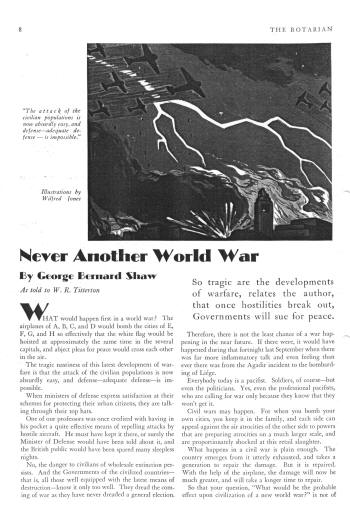 8
THE ROTARIAN
"The attack of the
civilian populations is
now absurdly easy, and
defense—adequate de-
fense — is impossible."
Illustrations by
Wilfred Jones
Never Another World War
By George Bernard Shaw
As told to W. R. Titterton
So tragic are the developments
of warfare, relates the author,
that once hostilities break out,
Governments will sue for peace.
WHAT would happen first in a world war? The
airplanes of A, B, C, and D would bomb the cities of E,
F, G, and H so effectively that the white flag would be
hoisted at approximately the same time in the several
capitals, and abject pleas for peace would cross each other
in the air.
The tragic nastiness of this latest development of war-
fare is that the attack of civilian populations is now
absurdly easy, and defense—adequate defense—is im-
possible.
When ministers of defense express satisfaction at their
schemes for protecting their urban citizens, they are talk-
ing through their top hats.
One of our professors was once credited with having in
his pocket a quite effective means of repelling attacks by
hostile aircraft. He must have kept it there, or surely the
Minister of Defense would have been told about it, and
the British public would have been spared many sleepless
nights.
No, the danger to civilians of wholesale extinction per-
sists. And the Governments of the civilized countries—
that is, all those well equipped with the latest means of
destruction—know it only too well. They dread the com-
ing of war as they have never dreaded a general election.
Therefore, there is not the least chance of a war hap-
pening in the near future. If there were, it would have
happened during that fortnight last September when there
was far more inflammatory talk and even feeling than
ever there was from the Agadir incident to the bombard-
ing of Liége.
Everybody today is a pacifist. Soldiers, of course—but
even the politicians. Yes, even the professional pacifists,
who are calling for war only because they know that they
won't get it.
Civil wars may happen. For when you bomb your
own cities, you keep it in the family, and each side can
appeal against the air atrocities of the other side to powers
that are preparing atrocities on a much larger scale, and
are proportionately shocked at this retail slaughter.
What happens in a civil war is plain enough. The
country emerges from it utterly exhausted, and takes a
generation to repair the damage. But it is repaired.
With the help of the airplane, the damage will now be
much greater, and will take a longer time to repair.
So that your question, "What would be the probable
effect upon civilization of a new world war?" is not of